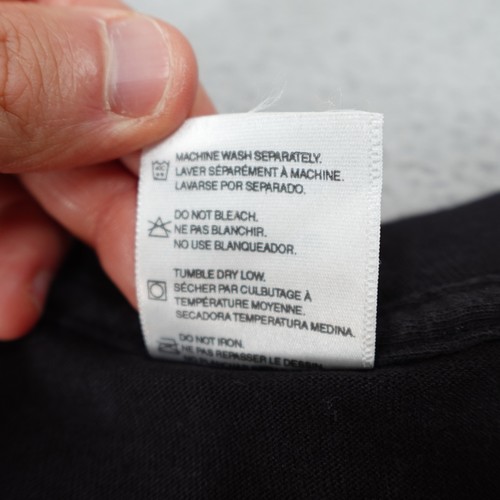 MACHINE WASH SEPARATELY.
LAVER SÉPARÉMENT À MACHINE.
LAVARSE POR SEPARADO.
DO NOT BLEACH.
NE PAS BLANCHIR.
NO USE BLANQUEADOR.
TUMBLE DRY LOW.
SÉCHER PAR CULBUTAGE À
TEMPÉRATURE MOYENNE.
SECADORA TEMPERATURA MEDINA.
DO NOT IRON.
NE PAS REPASSER LE DESSIN.